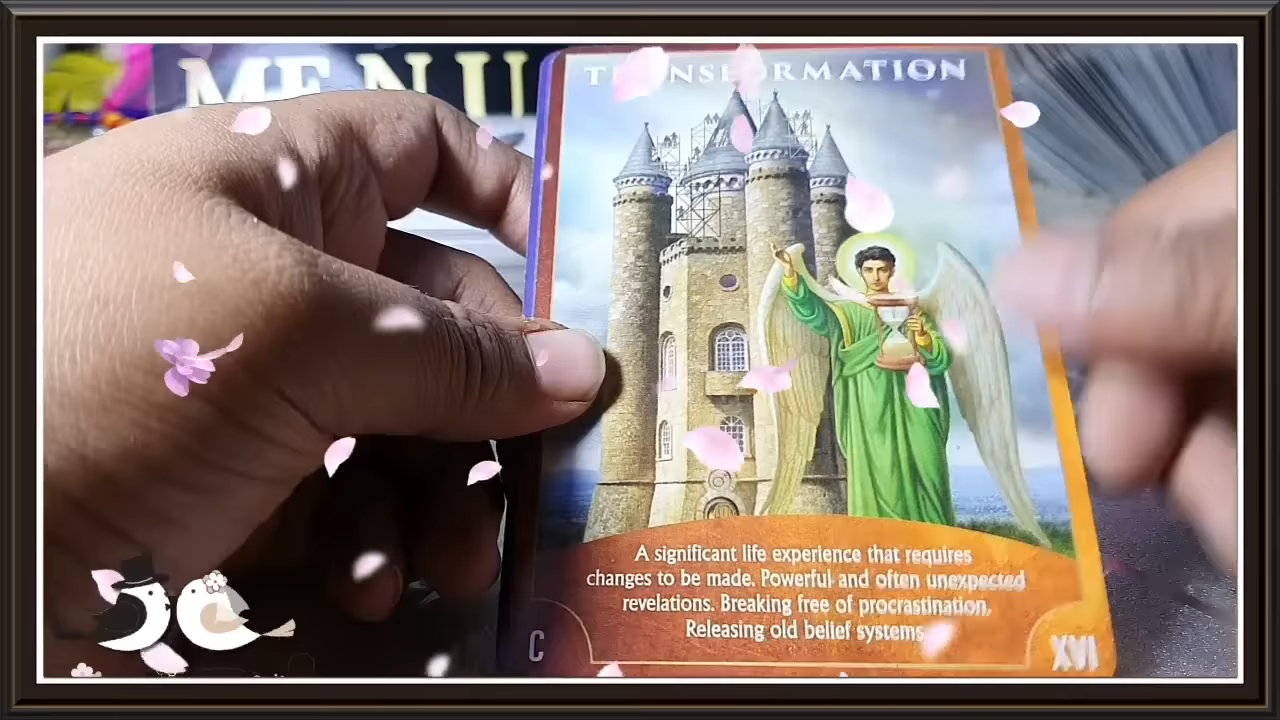 MENU
TRANSFORMATION
A significant life experience that requires
changes to be made. Powerful and often unexpected
revelations. Breaking free of procrastination.
Releasing old belief systems.
C
XVI